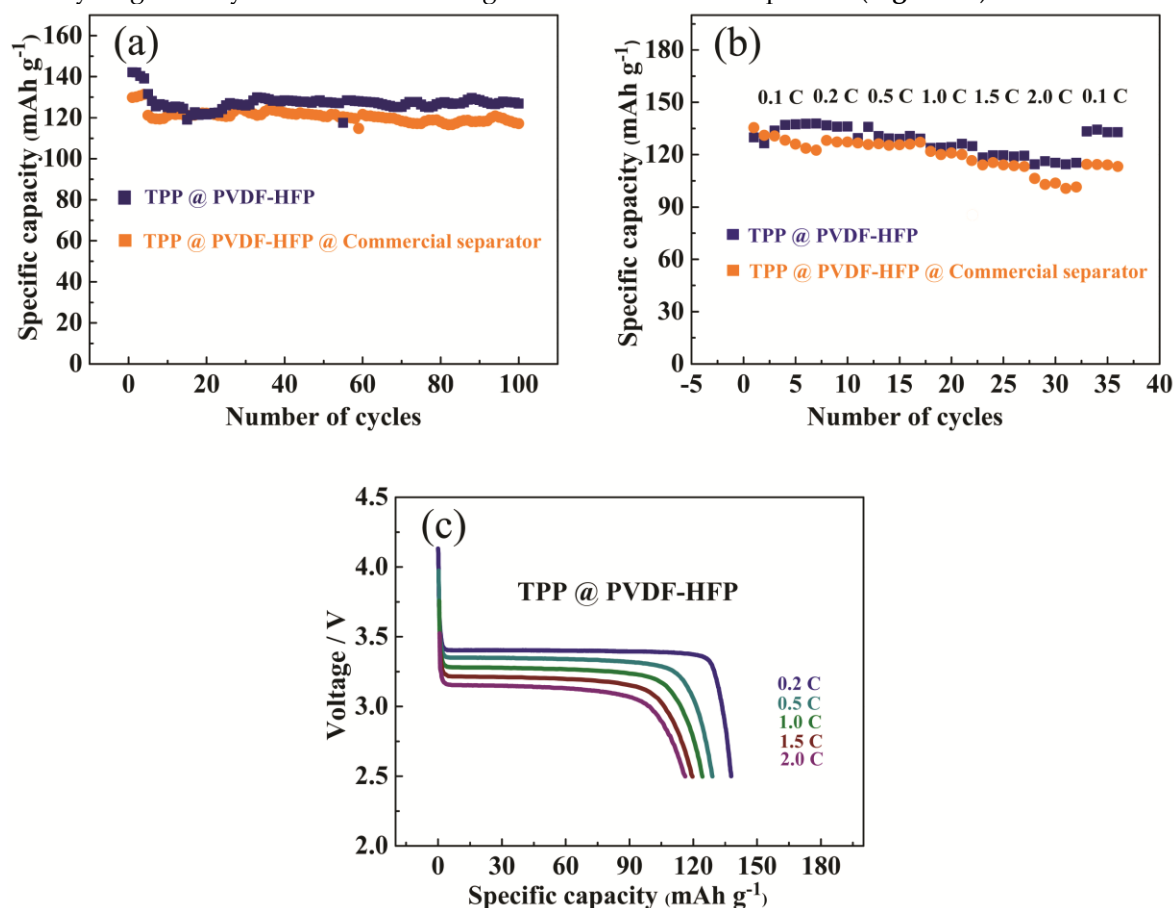 (a)
160
140
120
100
80
60
40
20
0
Specific capacity (mAh g⁻¹)
TPP @ PVDF-HFP
TPP @ PVDF-HFP @ Commercial separator
0 20 40 60 80 100
Number of cycles
(b)
180
150
120
90
60
30
0
Specific capacity (mAh g⁻¹)
0.1 C 0.2 C 0.5 C 1.0 C 1.5 C 2.0 C 0.1 C
TPP @ PVDF-HFP
TPP @ PVDF-HFP @ Commercial separator
-5 0 5 10 15 20 25 30 35 40
Number of cycles
(c)
4.5
4.0
3.5
3.0
2.5
2.0
Voltage / V
TPP @ PVDF-HFP
0.2 C
0.5 C
1.0 C
1.5 C
2.0 C
0 30 60 90 120 150 180
Specific capacity (mAh g⁻¹)